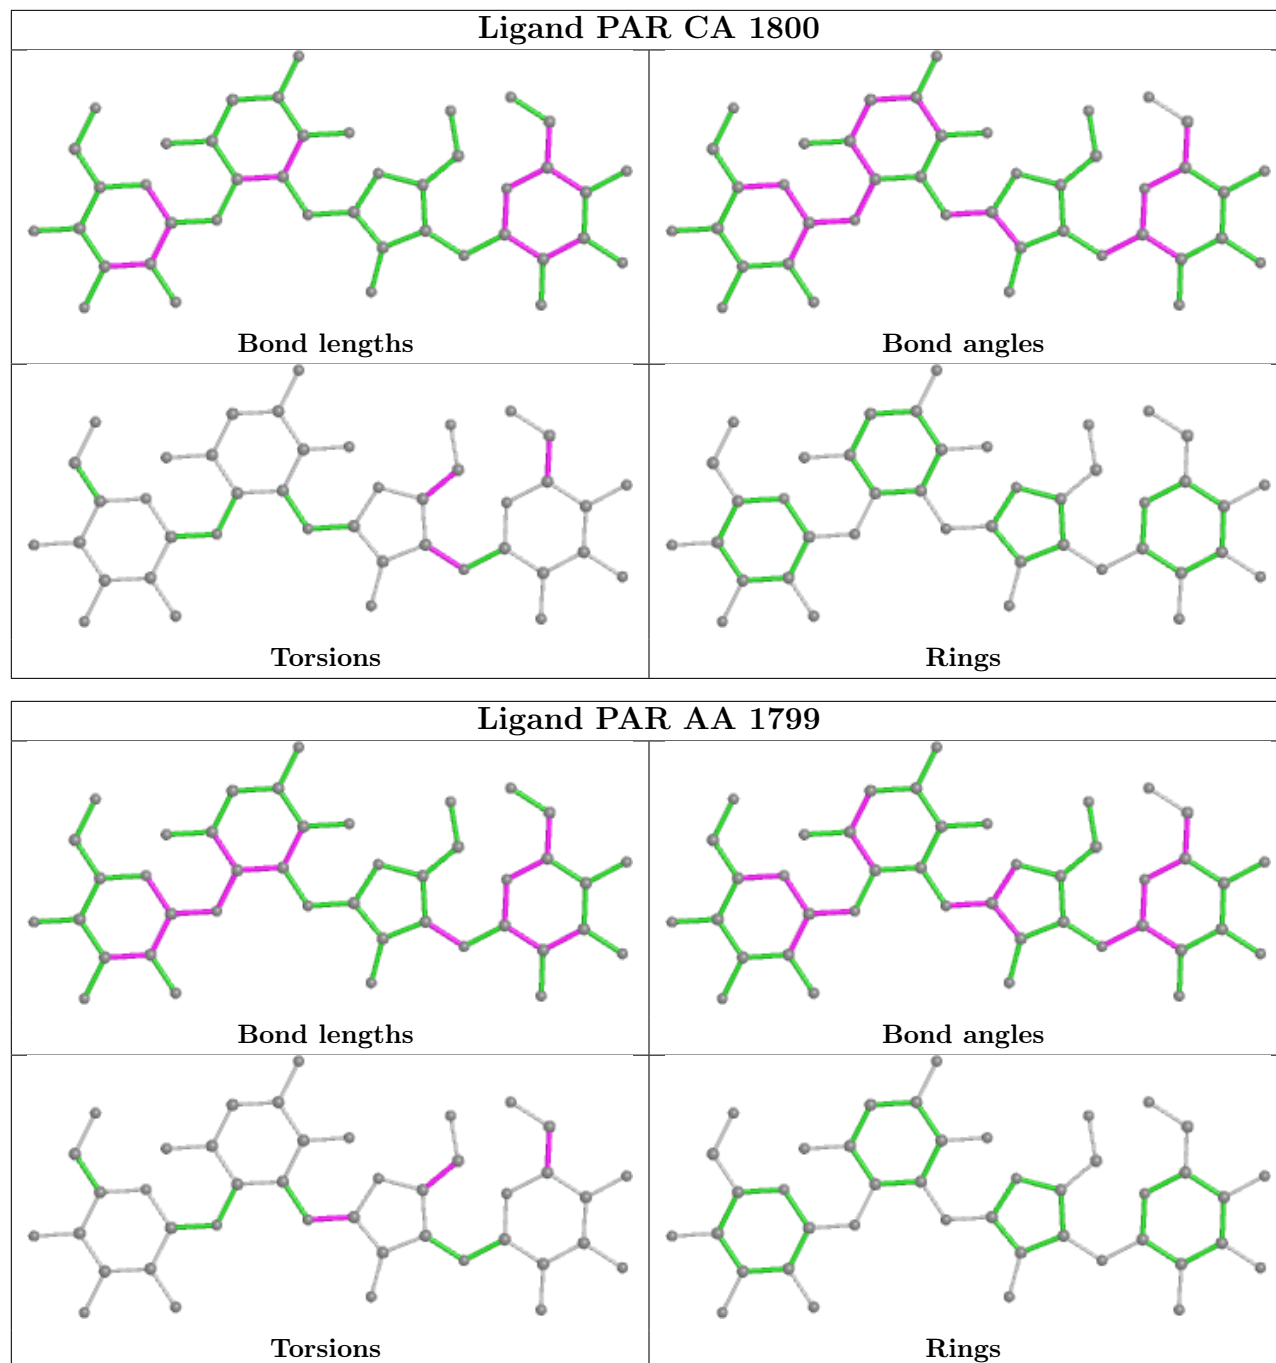 Ligand PAR CA 1800
Bond lengths
Bond angles
Torsions
Rings
Ligand PAR AA 1799
Bond lengths
Bond angles
Torsions
Rings